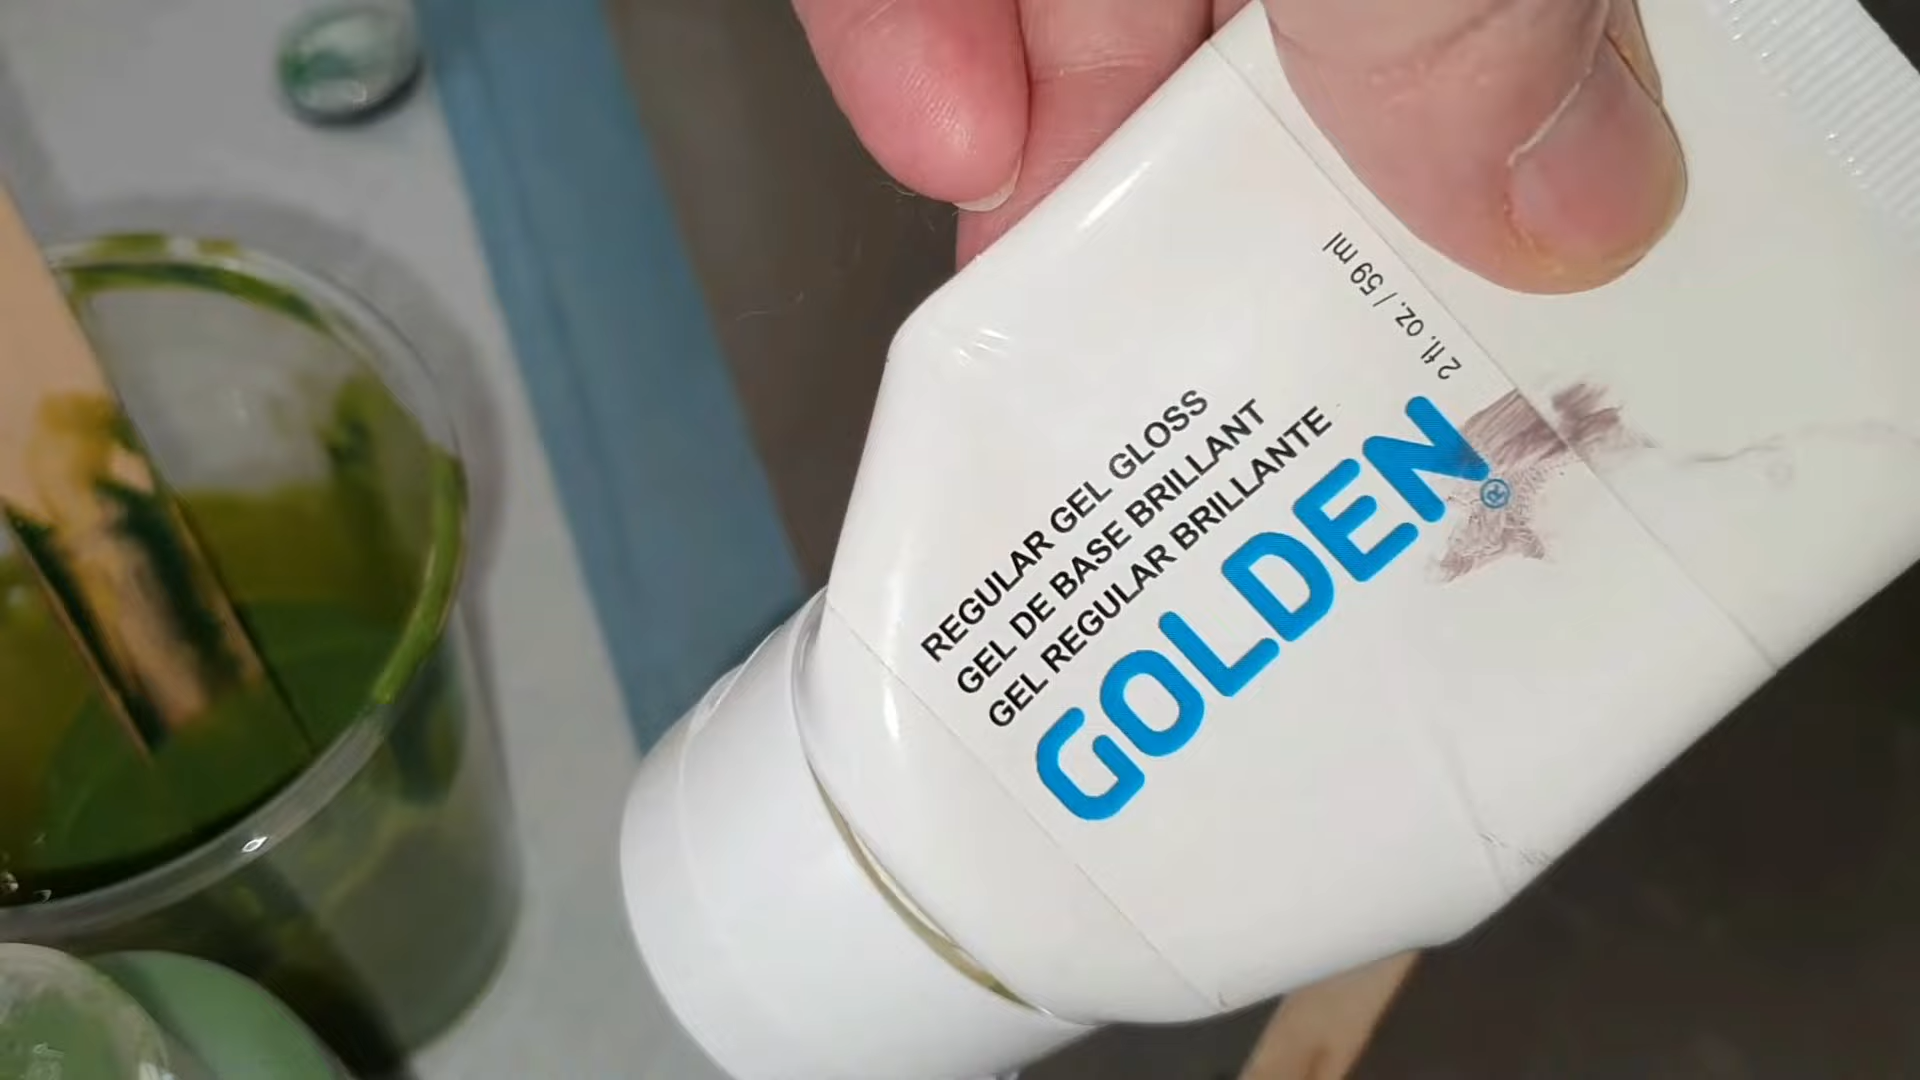 REGULAR GEL GLOSS
GEL DE BASE BRILLANT
GEL REGULAR BRILLANTE
GOLDEN®
2 fl. oz. / 59 ml